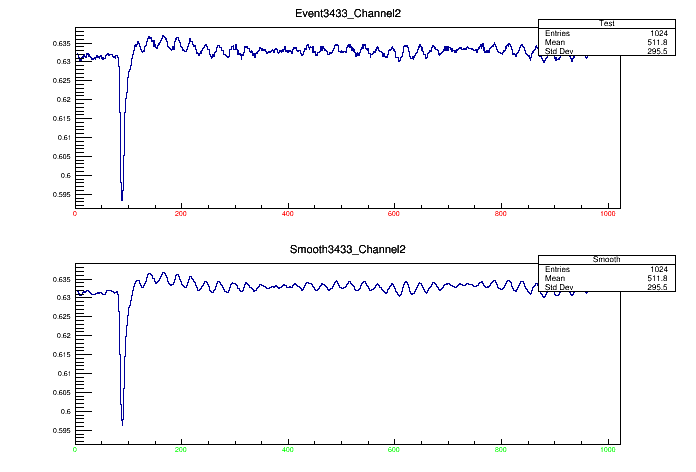 Event3433_Channel2
Test
Entries 1024
Mean 511.8
Std Dev 295.5
0.635
0.63
0.625
0.62
0.615
0.61
0.605
0.6
0.595
0 200 400 600 800 1000
Smooth3433_Channel2
Smooth
Entries 1024
Mean 511.8
Std Dev 295.5
0.635
0.63
0.625
0.62
0.615
0.61
0.605
0.6
0.595
0 200 400 600 800 1000